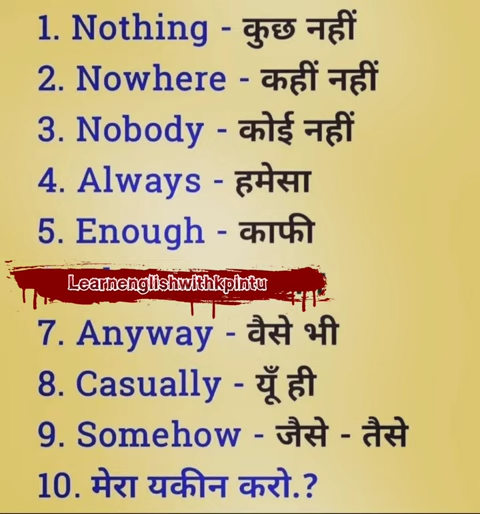 1. Nothing - कुछ नहीं
2. Nowhere - कहीं नहीं
3. Nobody - कोई नहीं
4. Always - हमेसा
5. Enough - काफी
Learnenglishwithkpintu
7. Anyway - वैसे भी
8. Casually - यूँ ही
9. Somehow - जैसे - तैसे
10. मेरा यकीन करो.?